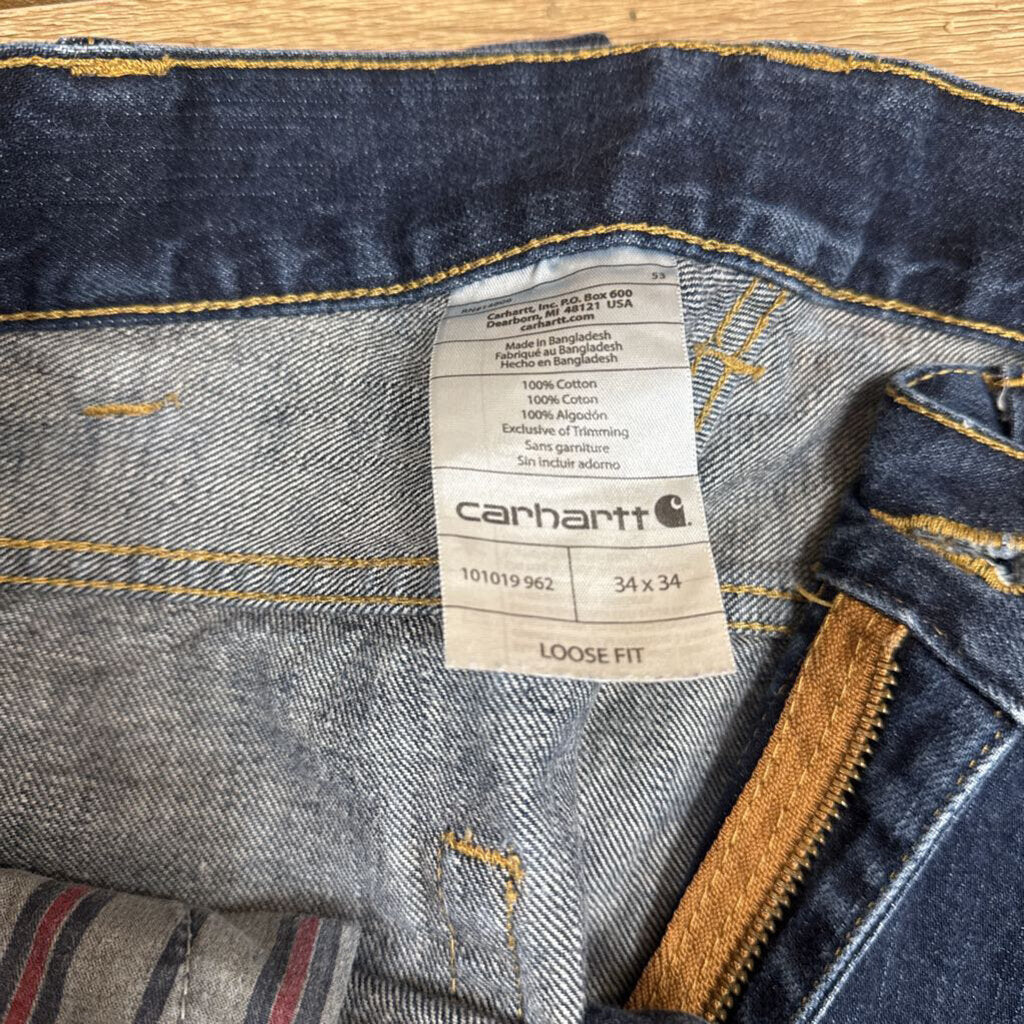 53
Carhartt, Inc. P.O. Box 600
Dearborn, MI 48121 USA
carhartt.com
Made in Bangladesh
Fabriqué au Bangladesh
Hecho en Bangladesh
100% Cotton
100% Coton
100% Algodón
Exclusive of Trimming
Sans garniture
Sin incluir adorno
carhartt
101019 962
34 x 34
LOOSE FIT